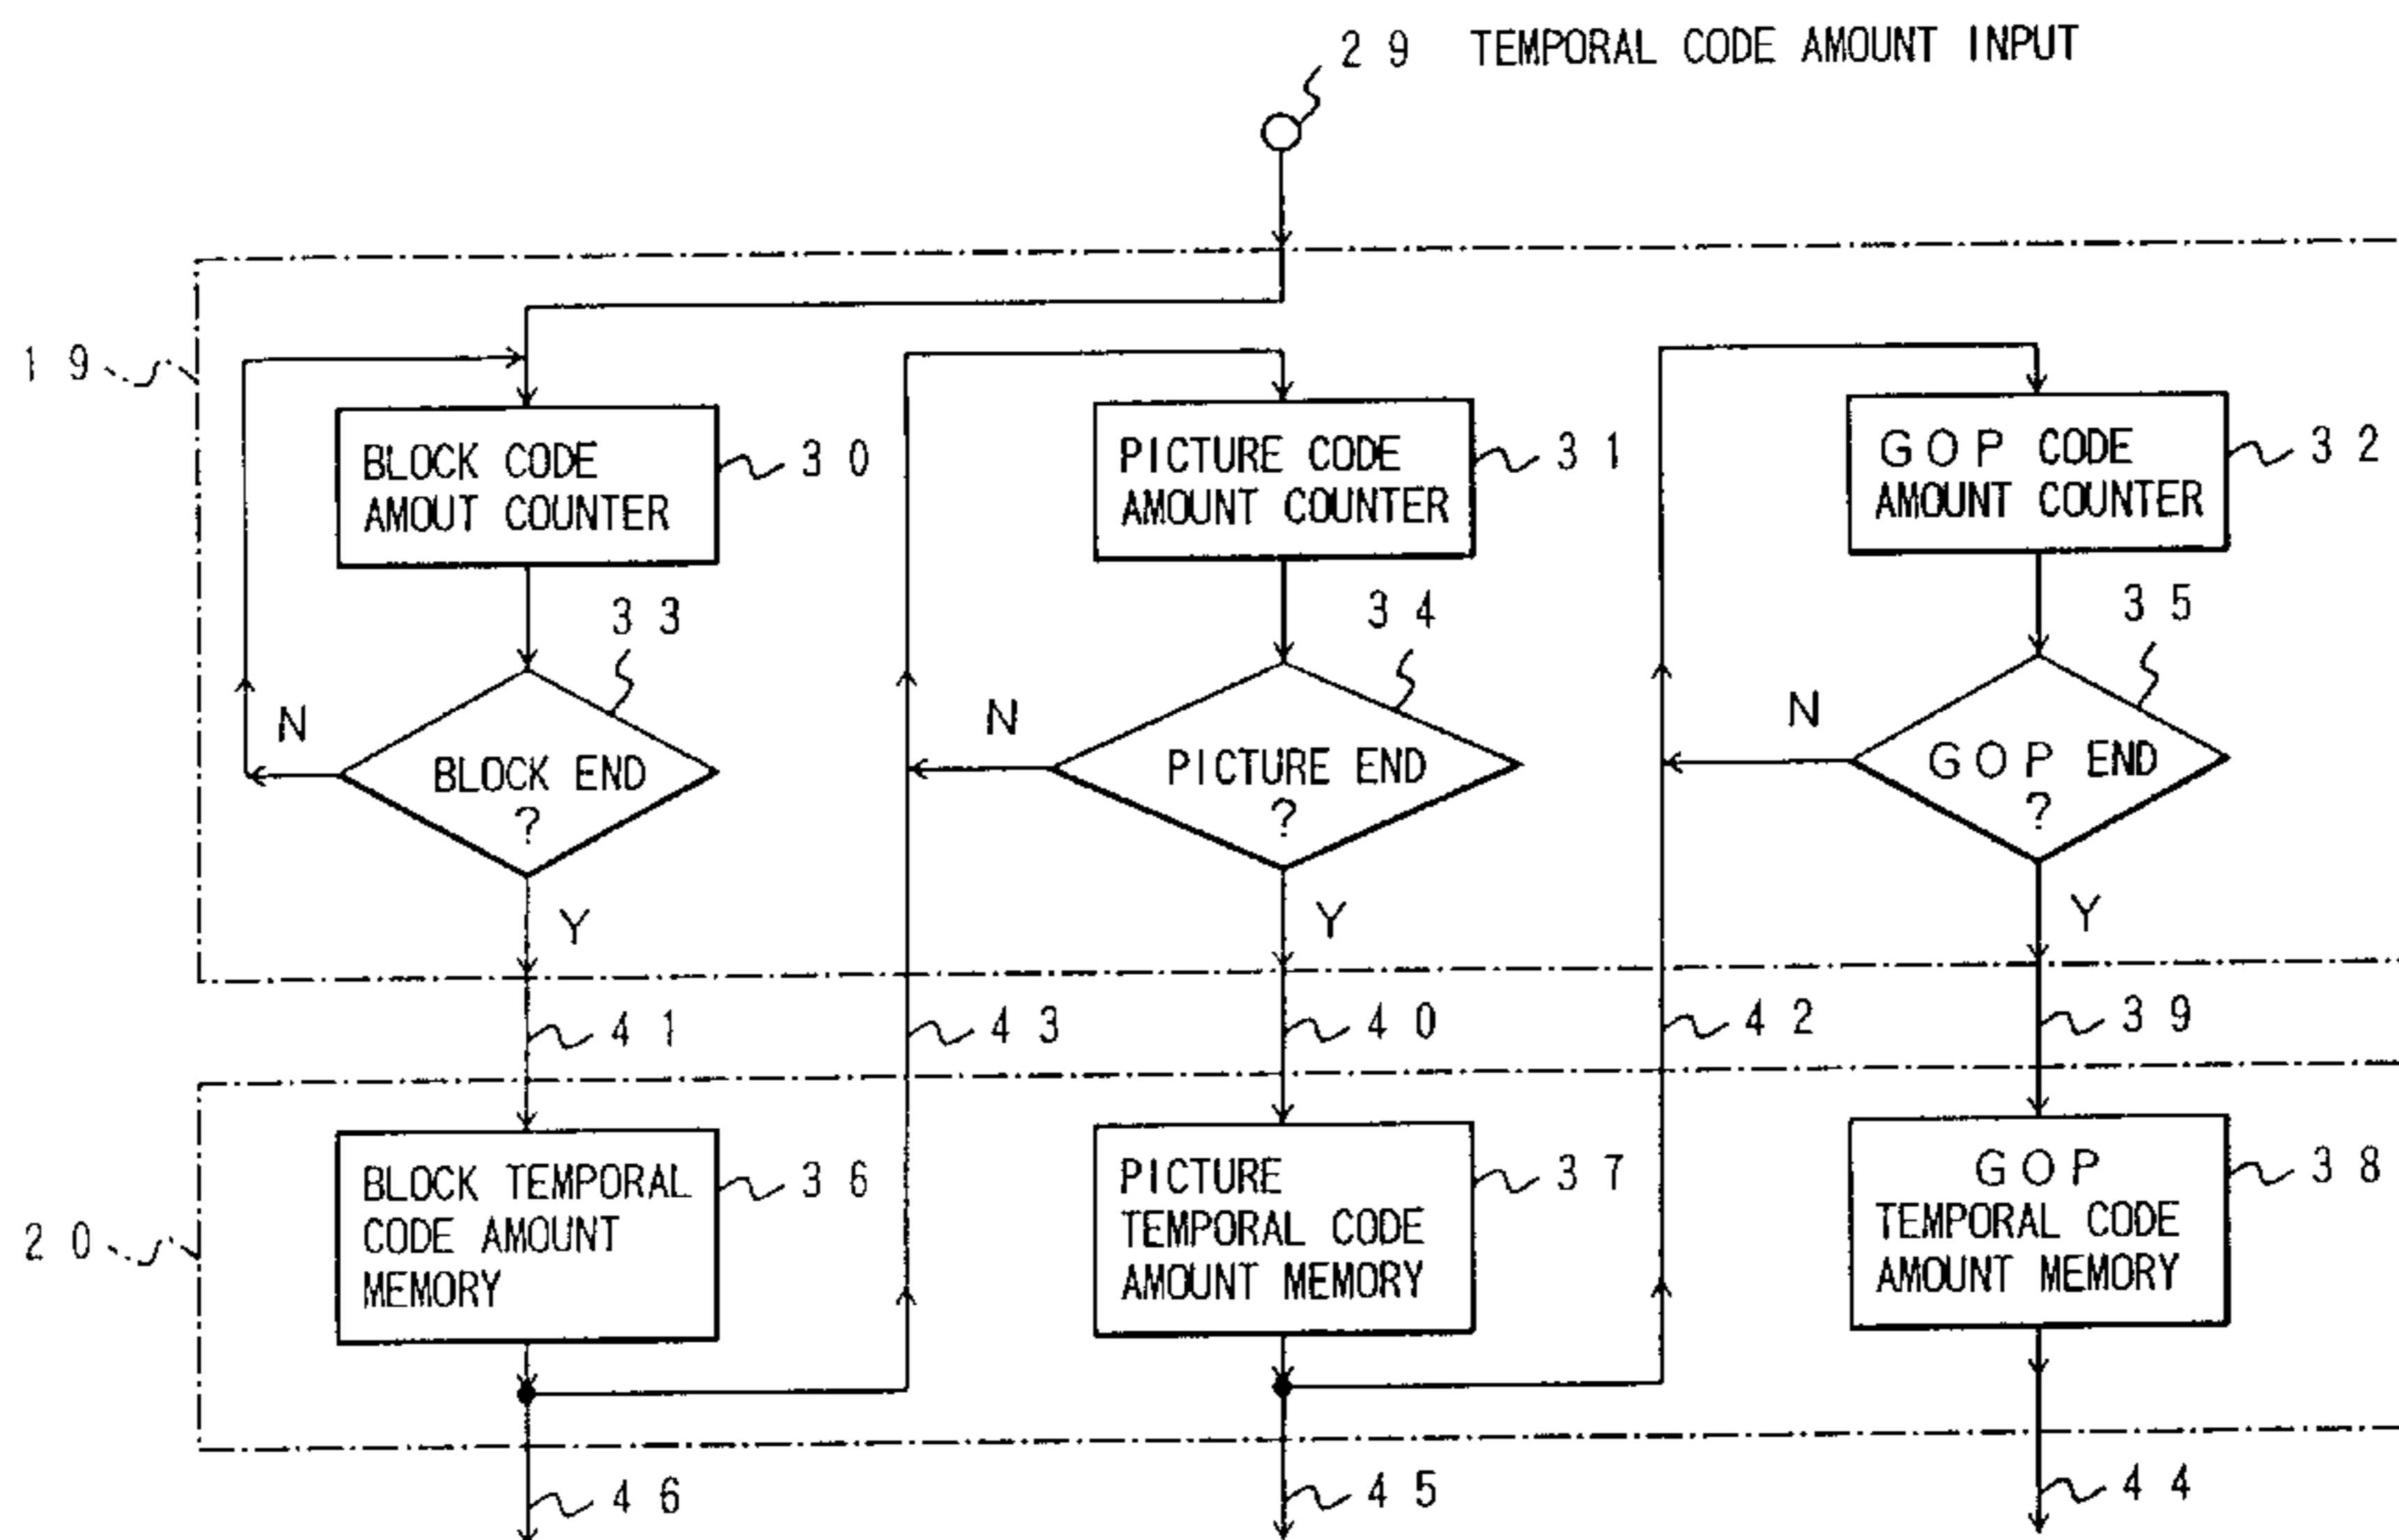 29 TEMPORAL CODE AMOUNT INPUT
19
BLOCK CODE
AMOUT COUNTER
30
PICTURE CODE
AMOUNT COUNTER
31
GOP CODE
AMOUNT COUNTER
32
33
34
35
N
BLOCK END
?
Y
N
PICTURE END
?
Y
N
GOP END
?
Y
41
43
40
42
39
20
BLOCK TEMPORAL
CODE AMOUNT
MEMORY
36
PICTURE
TEMPORAL CODE
AMOUNT MEMORY
37
GOP
TEMPORAL CODE
AMOUNT MEMORY
38
46
45
44